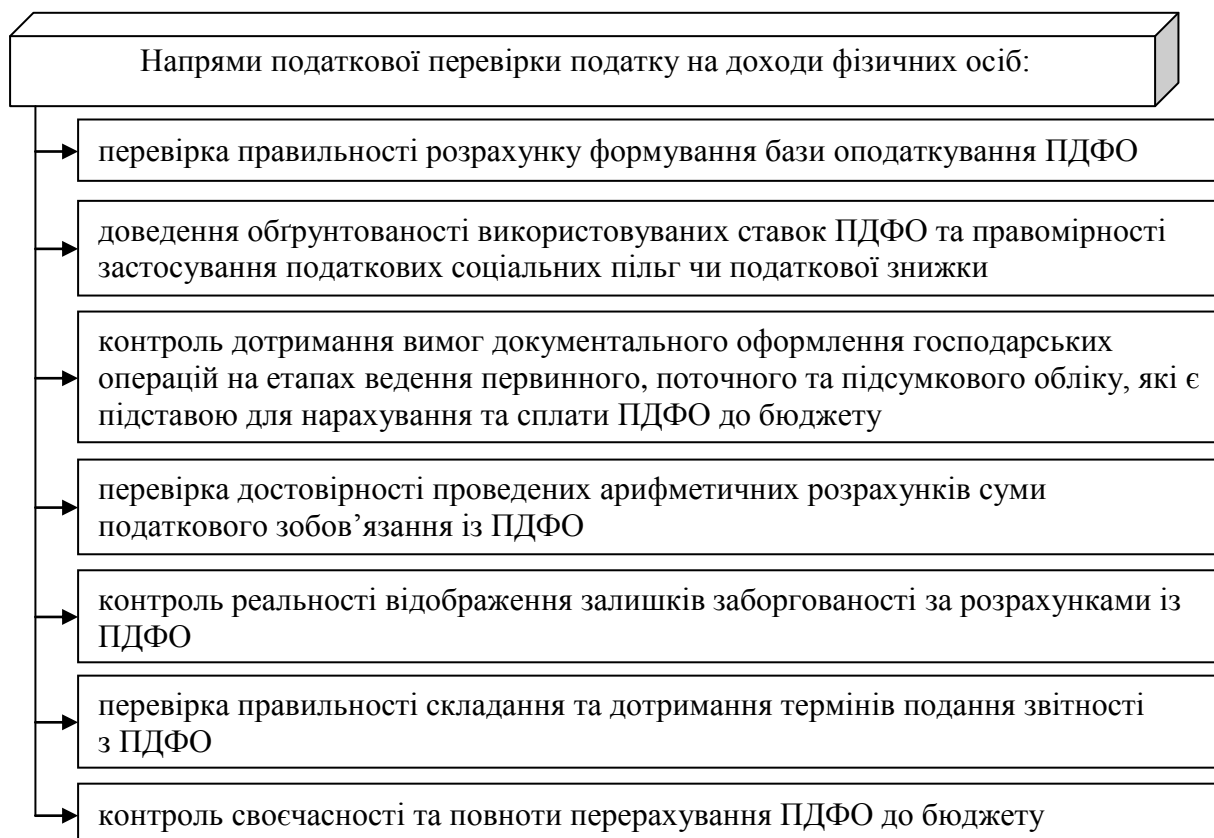 Напрями податкової перевірки податку на доходи фізичних осіб:
перевірка правильності розрахунку формування бази оподаткування ПДФО
доведення обґрунтованості використовуваних ставок ПДФО та правомірності
застосування податкових соціальних пільг чи податкової знижки
контроль дотримання вимог документального оформлення господарських
операцій на етапах ведення первинного, поточного та підсумкового обліку, які є
підставою для нарахування та сплати ПДФО до бюджету
перевірка достовірності проведених арифметичних розрахунків суми
податкового зобов’язання із ПДФО
контроль реальності відображення залишків заборгованості за розрахунками із
ПДФО
перевірка правильності складання та дотримання термінів подання звітності
з ПДФО
контроль своєчасності та повноти перерахування ПДФО до бюджету